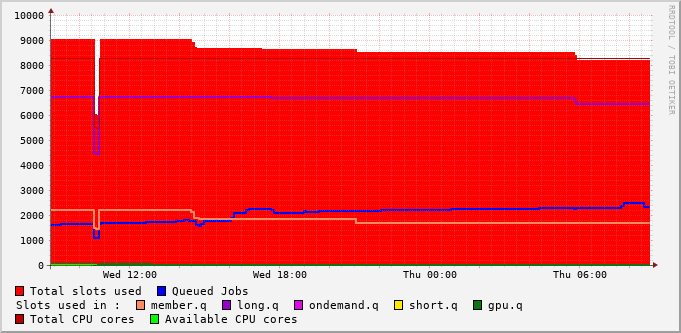 RRDTOOL / TOBI OETIKER
10000
9000
8000
7000
6000
5000
4000
3000
2000
1000
0
Wed 12:00 Wed 18:00 Thu 00:00 Thu 06:00
Total slots used Queued Jobs
Slots used in : member.q long.q ondemand.q short.q gpu.q
Total CPU cores Available CPU cores